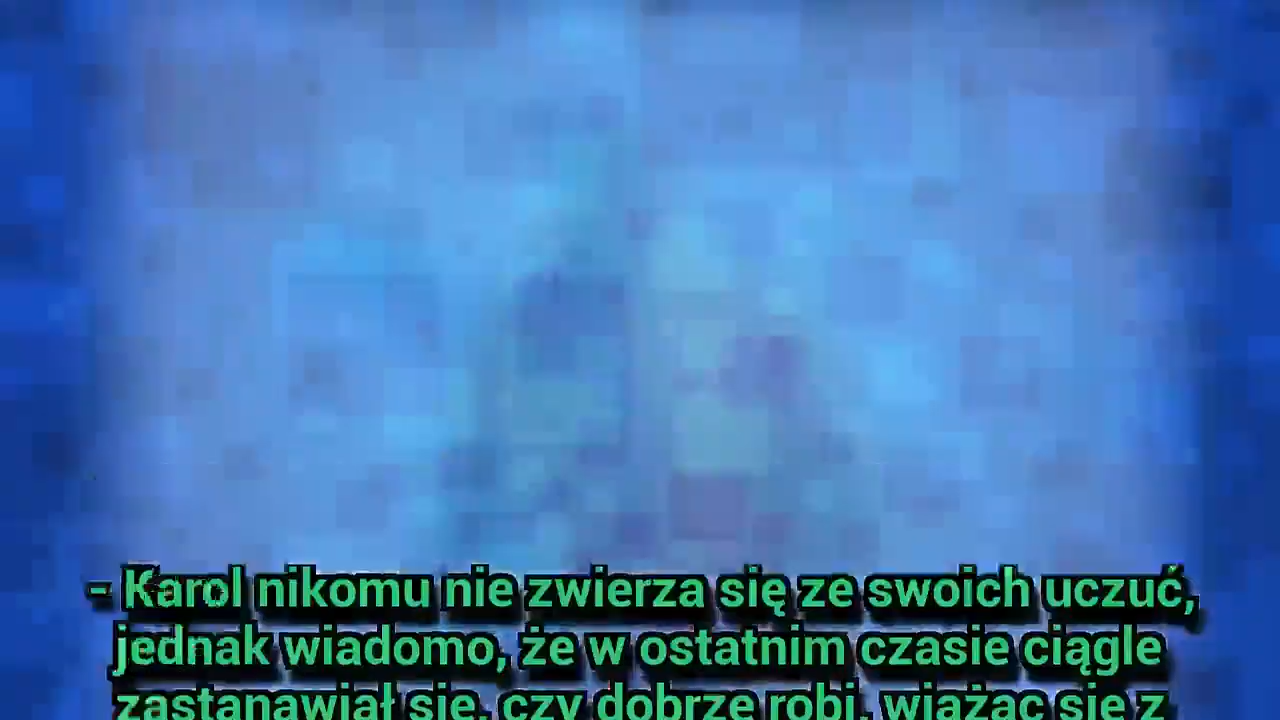 - Karol nikomu nie zwierza się ze swoich uczuć,
jednak wiadomo, że w ostatnim czasie ciągle
zastanawiał się, czy dobrze robi, wiążąc się z